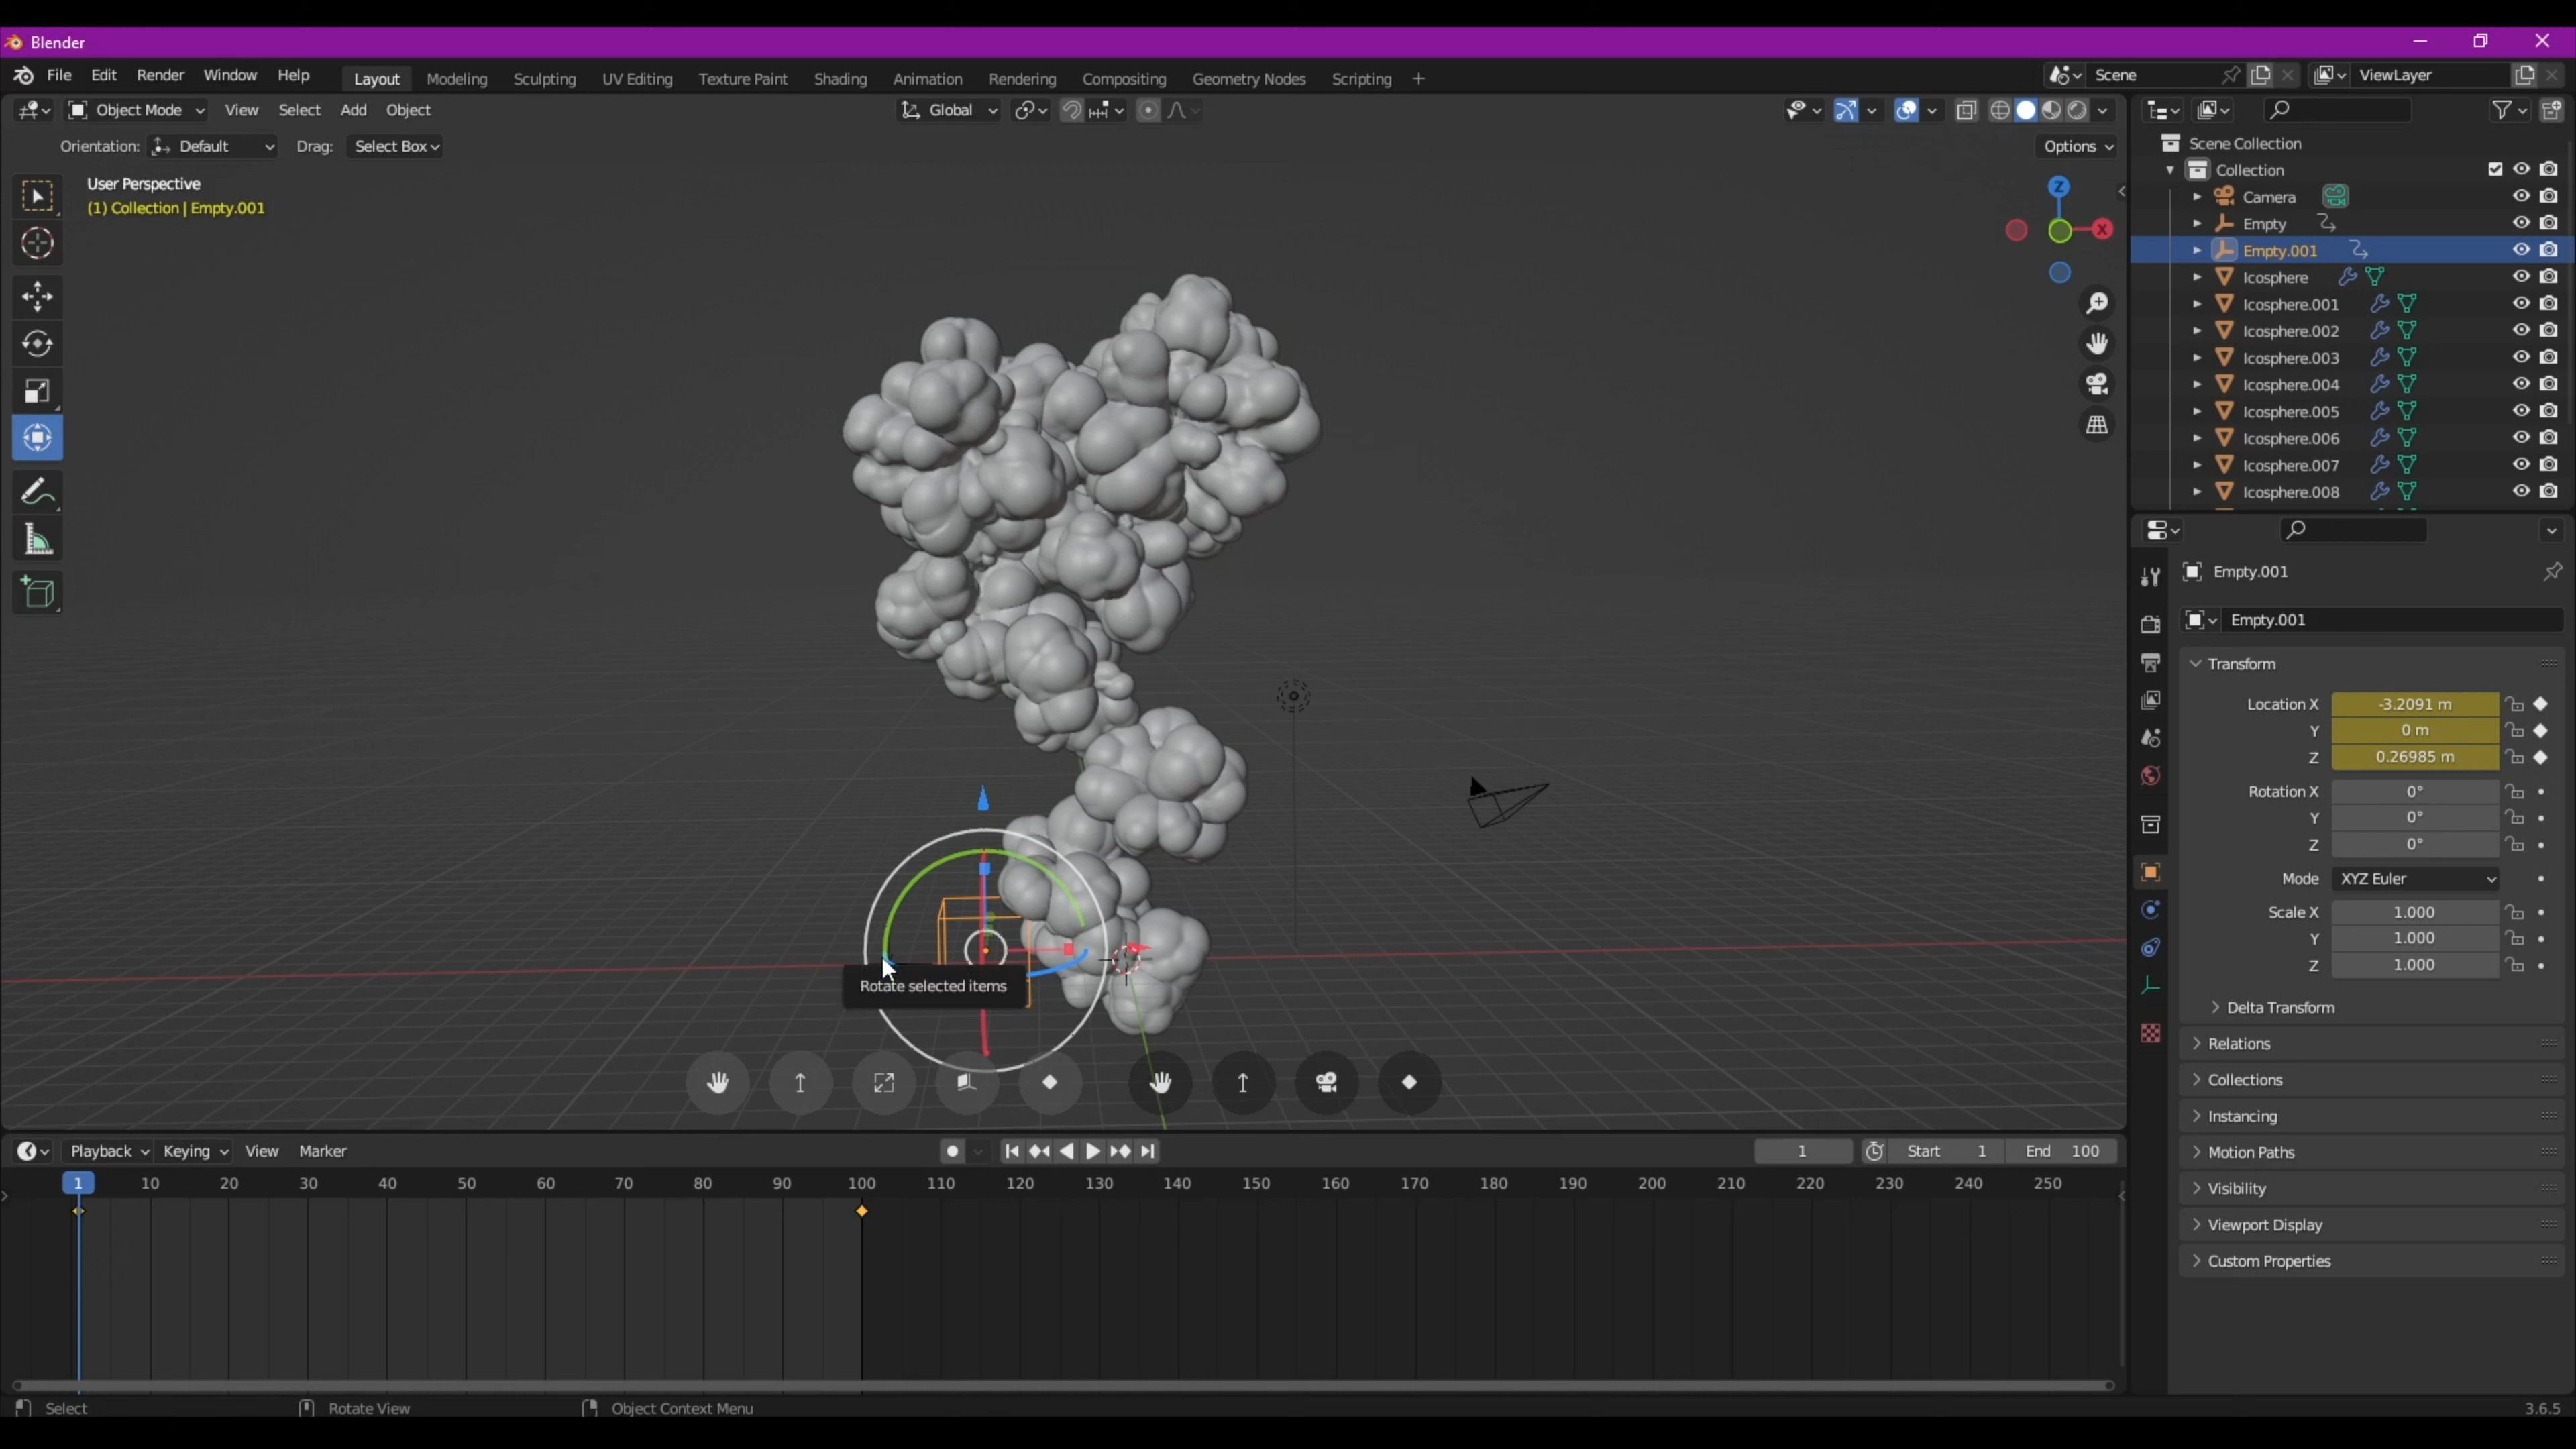 Blender
File Edit Render Window Help Layout Modeling Sculpting UV Editing Texture Paint Shading Animation Rendering Compositing Geometry Nodes Scripting + Scene ViewLayer
Object Mode View Select Add Object Global
Orientation: Default Drag: Select Box Options
User Perspective
(1) Collection | Empty.001
Z
X
Scene Collection
Collection
Camera
Empty
Empty.001
Icosphere
Icosphere.001
Icosphere.002
Icosphere.003
Icosphere.004
Icosphere.005
Icosphere.006
Icosphere.007
Icosphere.008
Empty.001
Empty.001
Transform
Location X -3.2091 m
Y 0 m
Z 0.26985 m
Rotation X 0°
Y 0°
Z 0°
Mode XYZ Euler
Scale X 1.000
Y 1.000
Z 1.000
Delta Transform
Relations
Collections
Instancing
Motion Paths
Visibility
Viewport Display
Custom Properties
Rotate selected items
Playback Keying View Marker 1 Start 1 End 100
1 10 20 30 40 50 60 70 80 90 100 110 120 130 140 150 160 170 180 190 200 210 220 230 240 250
Select Rotate View Object Context Menu 3.6.5